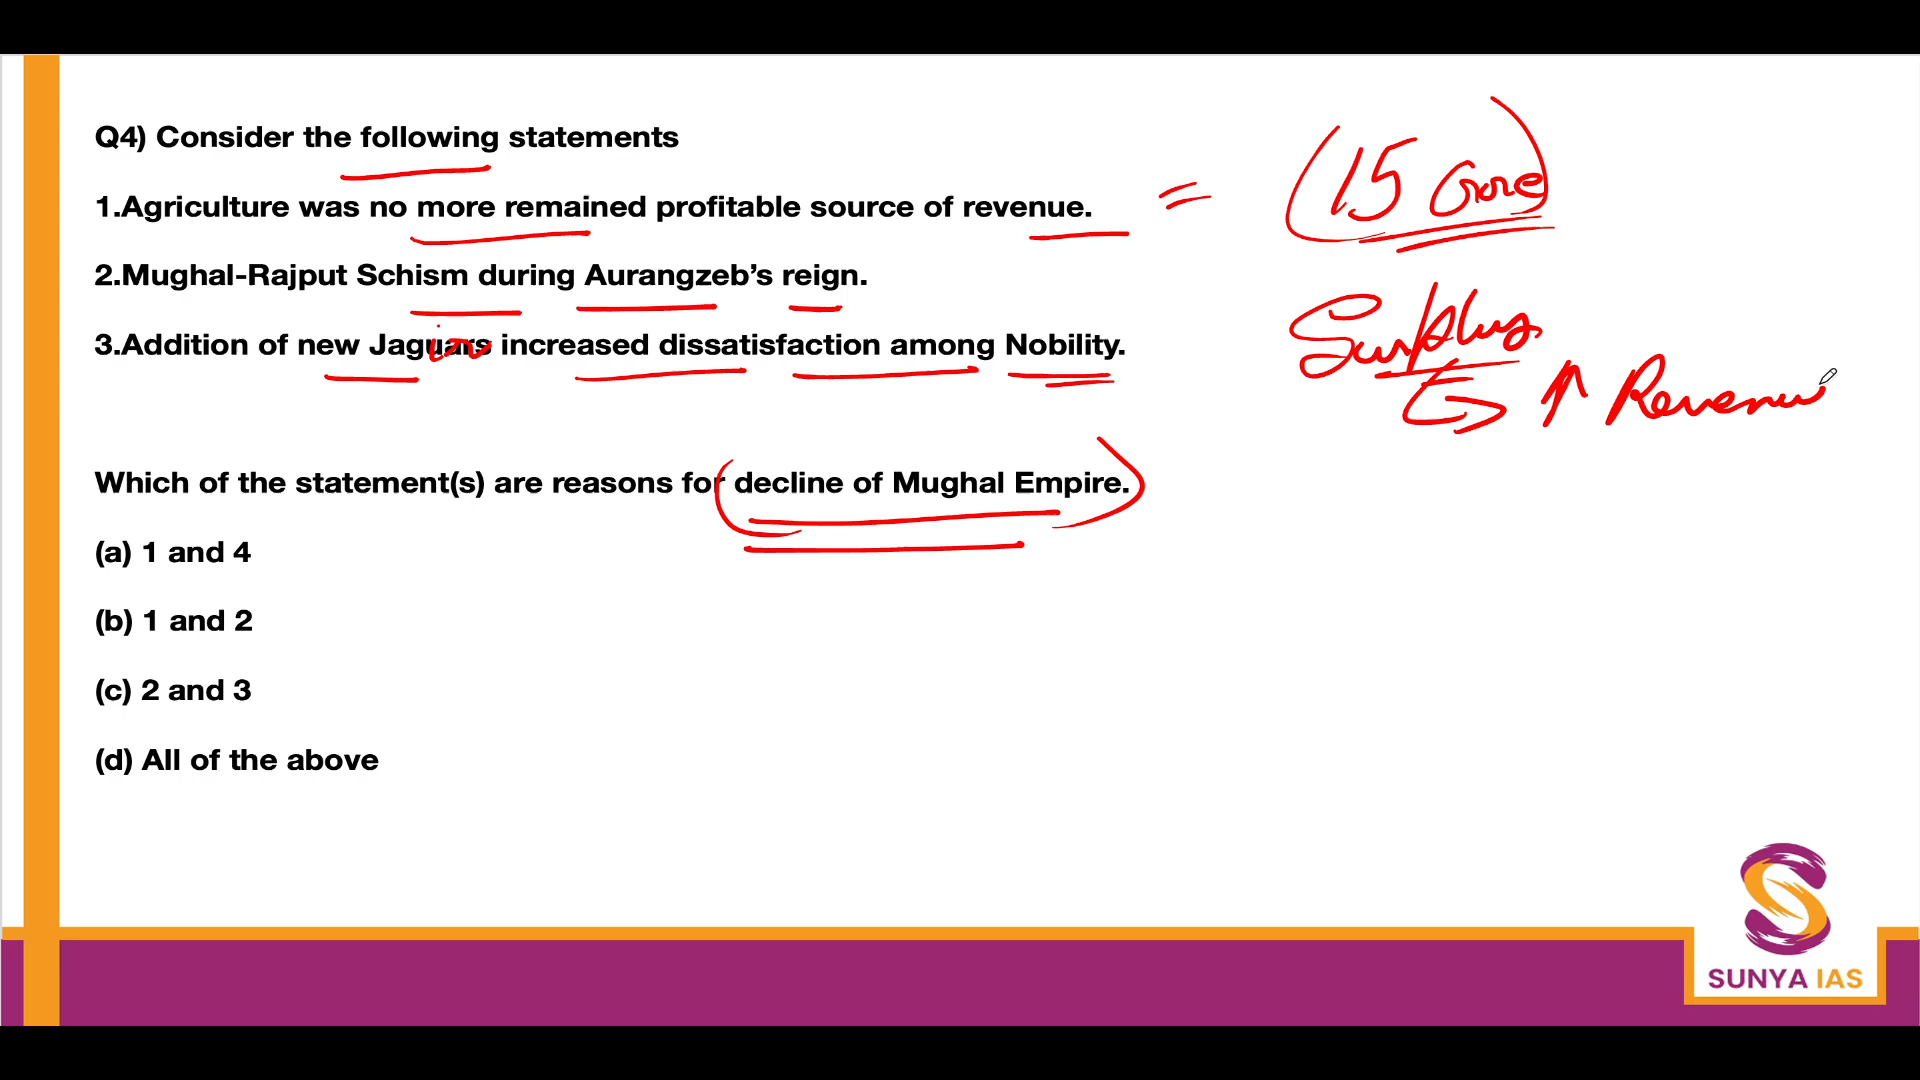 Q4) Consider the following statements
1.Agriculture was no more remained profitable source of revenue. = (15 Crore)
2.Mughal-Rajput Schism during Aurangzeb's reign.
Surplus
3.Addition of new Jaguars increased dissatisfaction among Nobility.
↑ Revenue
Which of the statement(s) are reasons for decline of Mughal Empire.
(a) 1 and 4
(b) 1 and 2
(c) 2 and 3
(d) All of the above
SUNYA IAS